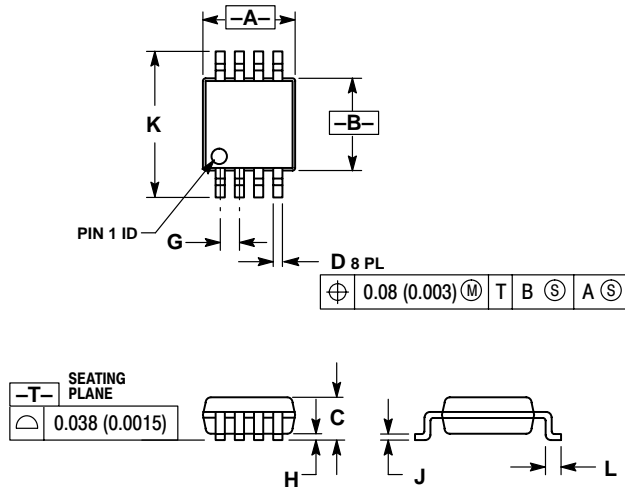 –A–
K
–B–
PIN 1 ID
G
D 8 PL
⌖ 0.08 (0.003) Ⓜ T B Ⓢ A Ⓢ
–T– SEATING
PLANE
⌓ 0.038 (0.0015)
C
H
J
L